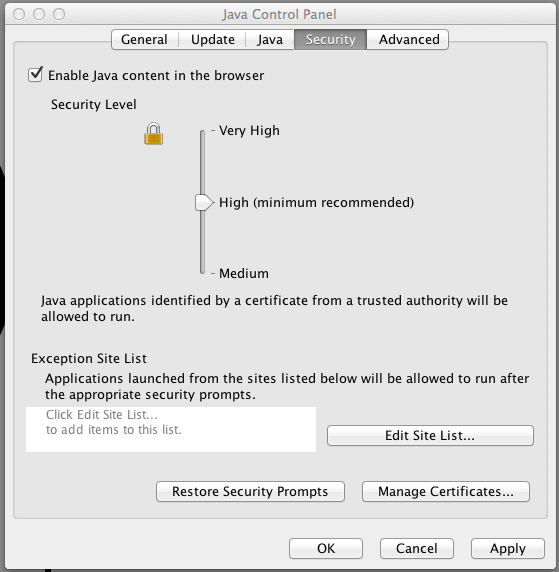 Java Control Panel
General Update Java Security Advanced
Enable Java content in the browser
Security Level
- Very High
High (minimum recommended)
- Medium
Java applications identified by a certificate from a trusted authority will be
allowed to run.
Exception Site List
Applications launched from the sites listed below will be allowed to run after
the appropriate security prompts.
Click Edit Site List...
to add items to this list.
Edit Site List...
Restore Security Prompts Manage Certificates...
OK Cancel Apply